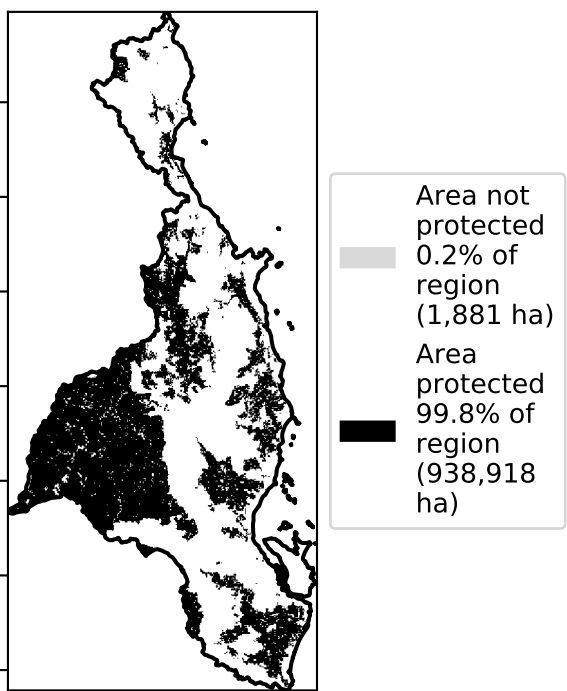 Area not
protected
0.2% of
region
(1,881 ha)
Area
protected
99.8% of
region
(938,918
ha)